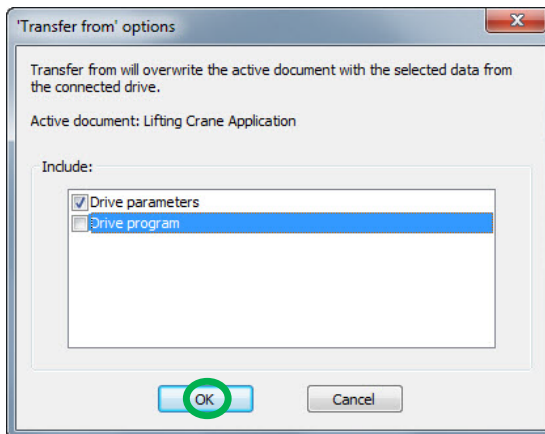 'Transfer from' options
Transfer from will overwrite the active document with the selected data from
the connected drive.
Active document: Lifting Crane Application
Include:
Drive parameters
Drive program
OK
Cancel